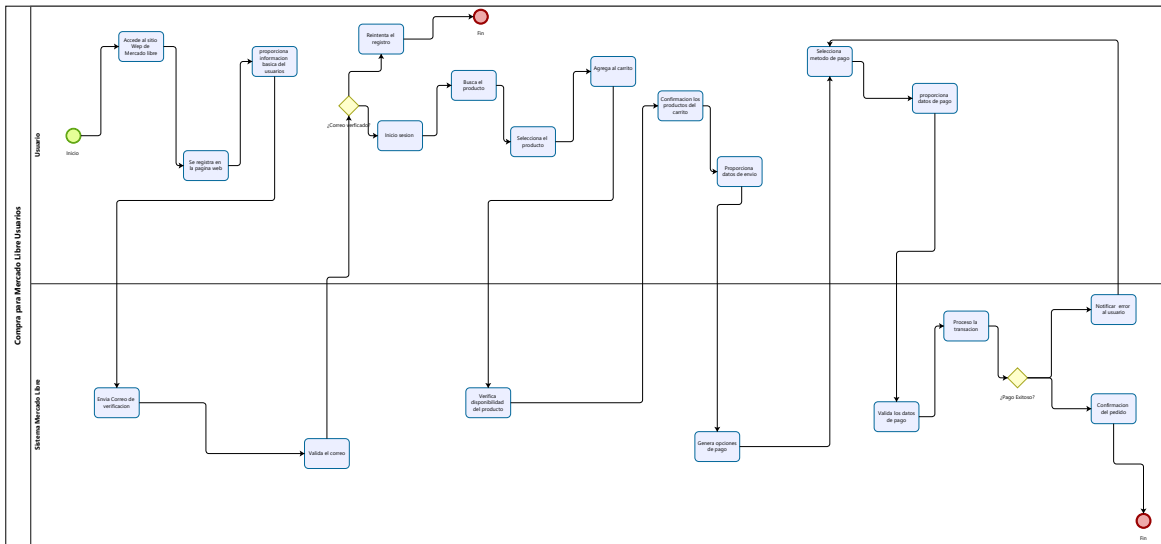 Compra para Mercado Libre Usuarios
Usuario
Inicio
Accede al sitio
Wep de
Mercado libre
Se registra en
la pagina web
proporciona
informacion
basica del
usuarios
Reintenta el
registro
Fin
¿Correo verficado?
Inicio sesion
Busca el
producto
Selecciona el
producto
Agrega al carrito
Confirmacion los
productos del
carrito
Proporciona
datos de envio
Selecciona
metodo de pago
proporciona
datos de pago
Sistema Mercado Libre
Envia Correo de
verificacion
Valida el correo
Verifica
disponibilidad
del producto
Genera opciones
de pago
Valida los datos
de pago
Proceso la
transacion
¿Pago Exitoso?
Notificar error
al usuario
Confirmacion
del pedido
Fin